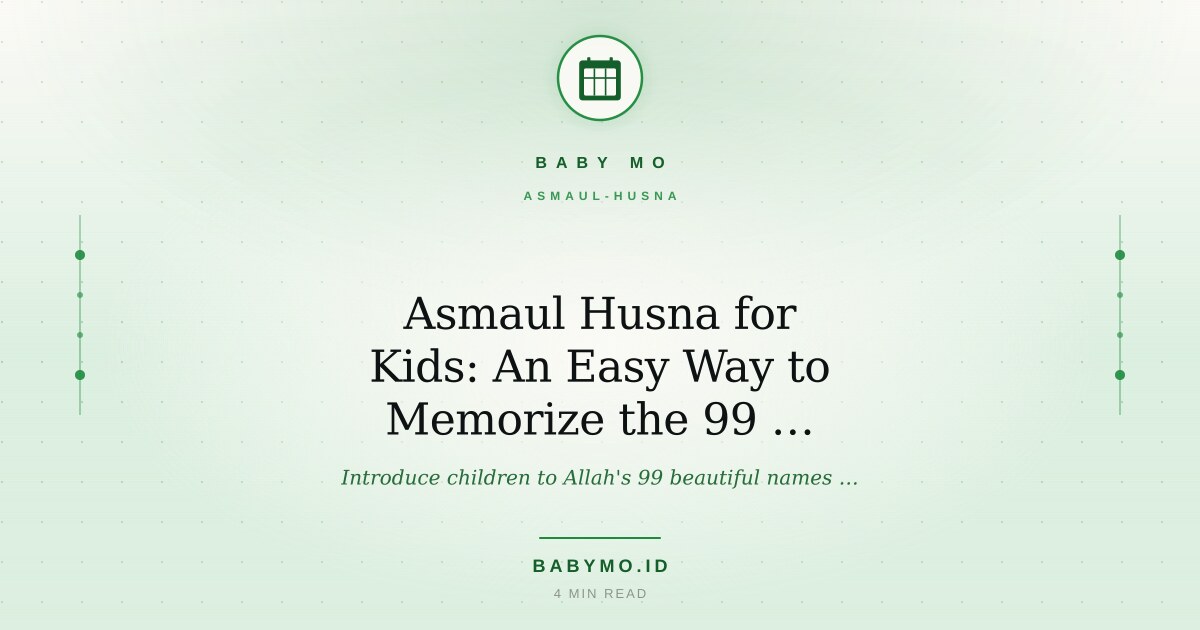 BABY MO
ASMAUL-HUSNA
Asmaul Husna for
Kids: An Easy Way to
Memorize the 99 ...
Introduce children to Allah's 99 beautiful names ...
BABYMO.ID
4 MIN READ